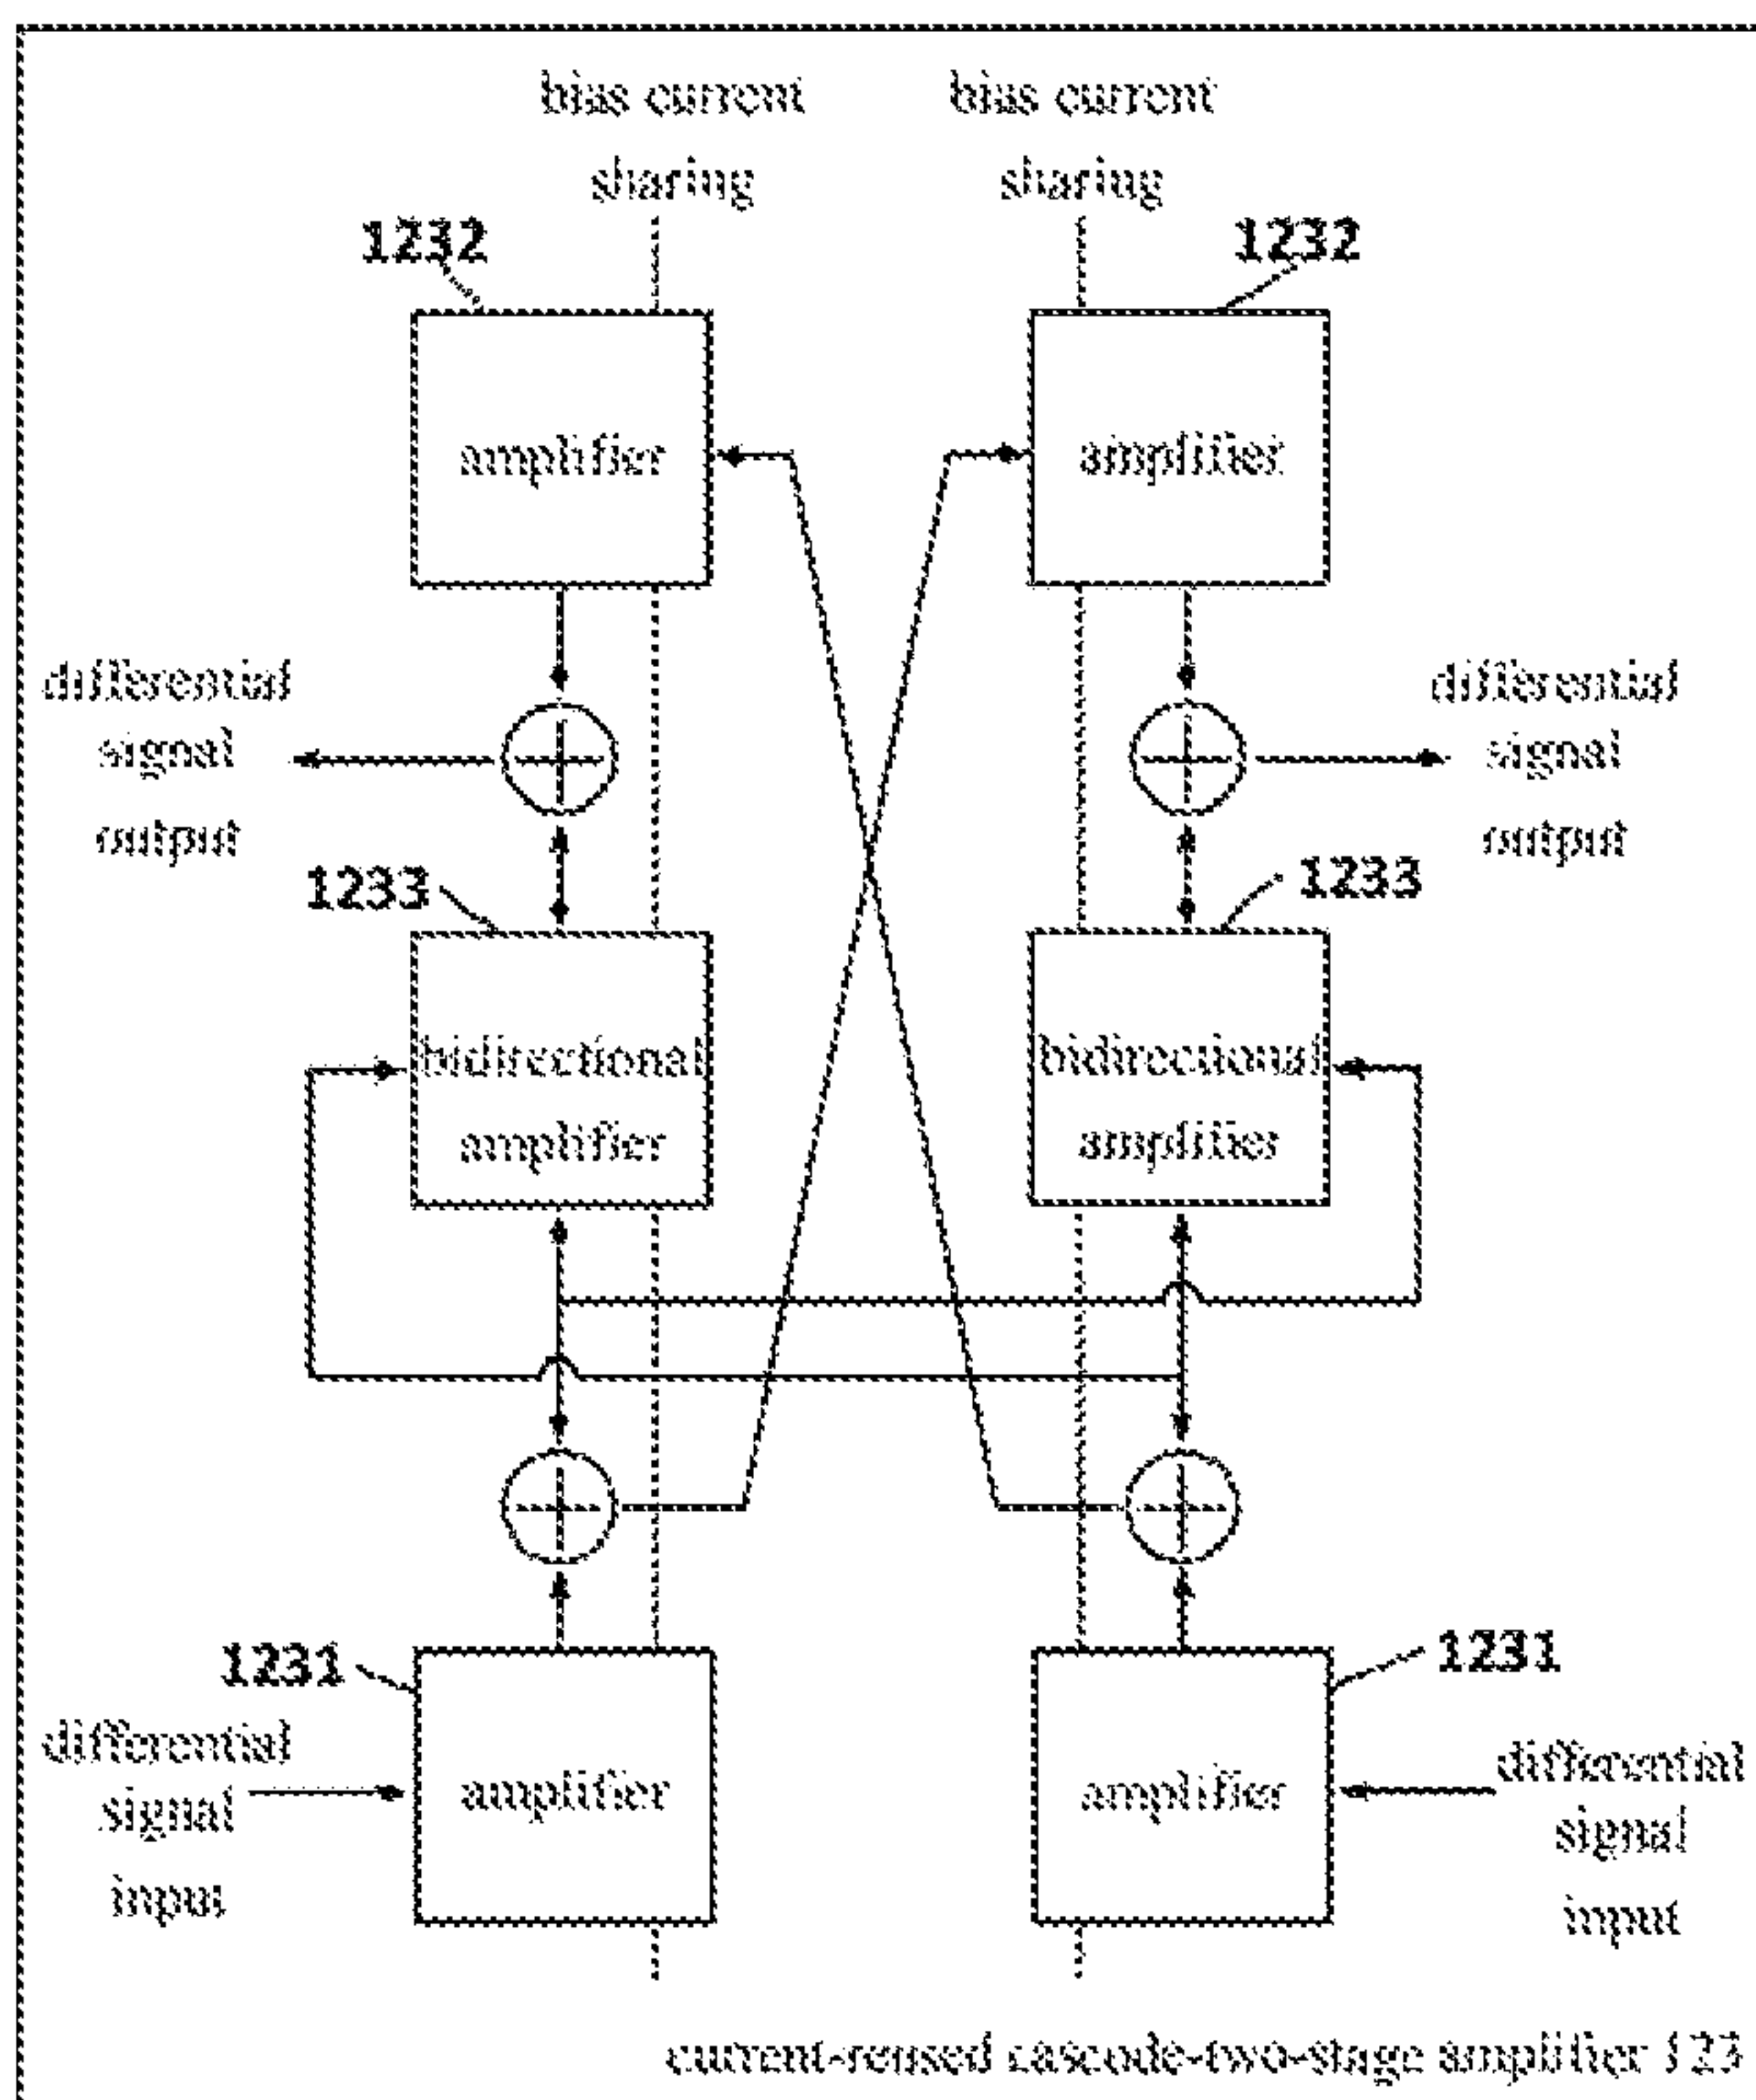 bias current
sharing
bias current
sharing
1232
1232
amplifier
amplifier
differential
signal
output
differential
signal
output
1233
1233
bidirectional
amplifier
bidirectional
amplifier
1231
1231
differential
signal
input
amplifier
amplifier
differential
signal
input
current-reused cascode-two-stage amplifier 123